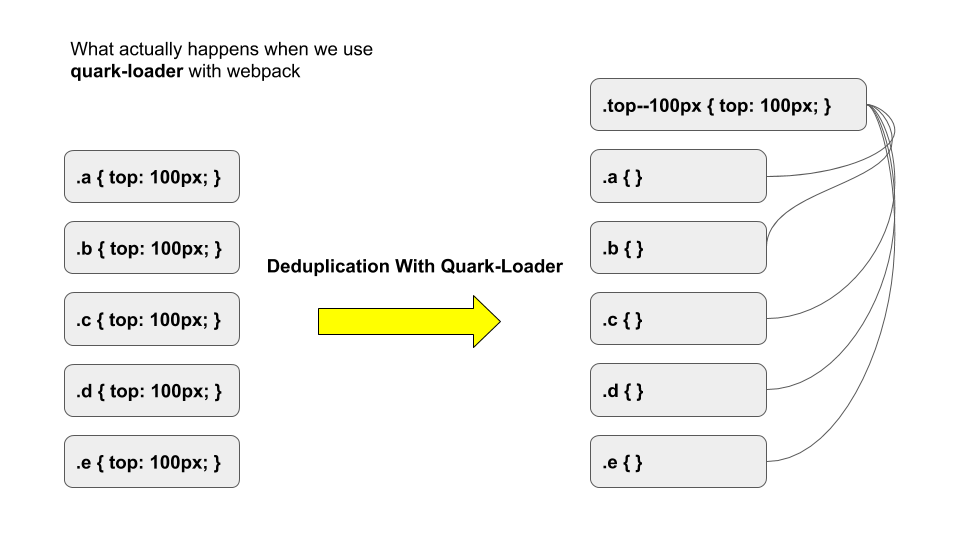 What actually happens when we use
quark-loader with webpack
.a { top: 100px; }
.b { top: 100px; }
.c { top: 100px; }
.d { top: 100px; }
.e { top: 100px; }
Deduplication With Quark-Loader
.top--100px { top: 100px; }
.a { }
.b { }
.c { }
.d { }
.e { }